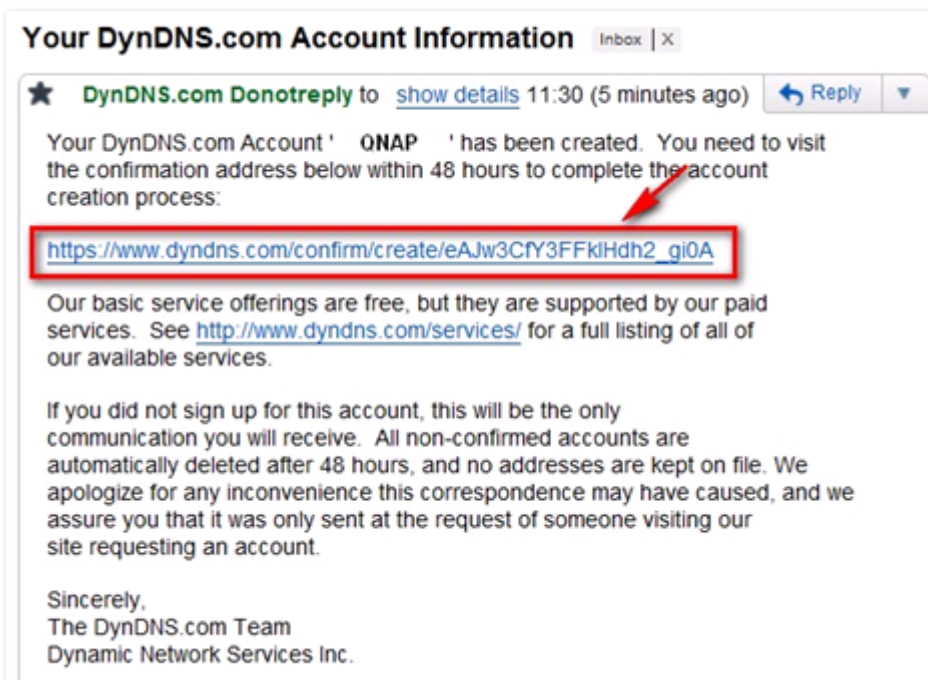 Your DynDNS.com Account Information Inbox | X
DynDNS.com Donotreply to show details 11:30 (5 minutes ago) Reply
Your DynDNS.com Account ' QNAP ' has been created. You need to visit
the confirmation address below within 48 hours to complete the account
creation process:
https://www.dyndns.com/confirm/create/eAJw3CfY3FFklHdh2_gi0A
Our basic service offerings are free, but they are supported by our paid
services. See http://www.dyndns.com/services/ for a full listing of all of
our available services.
If you did not sign up for this account, this will be the only
communication you will receive. All non-confirmed accounts are
automatically deleted after 48 hours, and no addresses are kept on file. We
apologize for any inconvenience this correspondence may have caused, and we
assure you that it was only sent at the request of someone visiting our
site requesting an account.
Sincerely,
The DynDNS.com Team
Dynamic Network Services Inc.